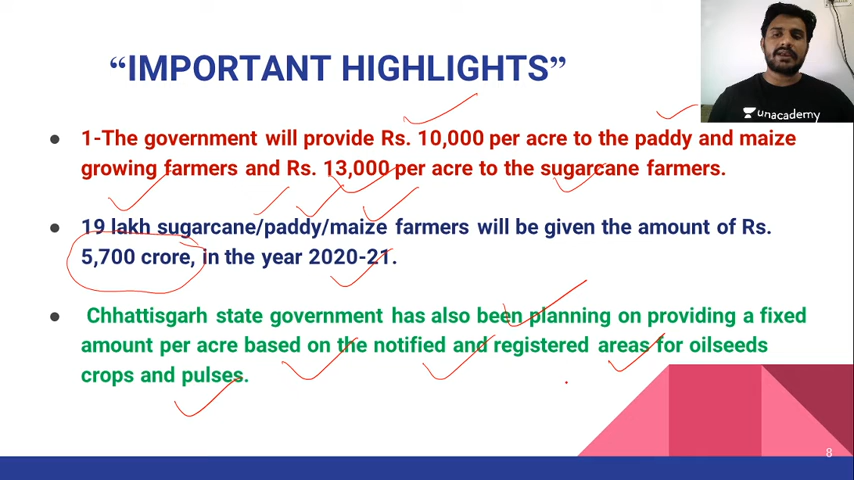 “IMPORTANT HIGHLIGHTS”
unacademy
● 1-The government will provide Rs. 10,000 per acre to the paddy and maize
growing farmers and Rs. 13,000 per acre to the sugarcane farmers.
● 19 lakh sugarcane/paddy/maize farmers will be given the amount of Rs.
5,700 crore, in the year 2020-21.
● Chhattisgarh state government has also been planning on providing a fixed
amount per acre based on the notified and registered areas for oilseeds
crops and pulses.
8